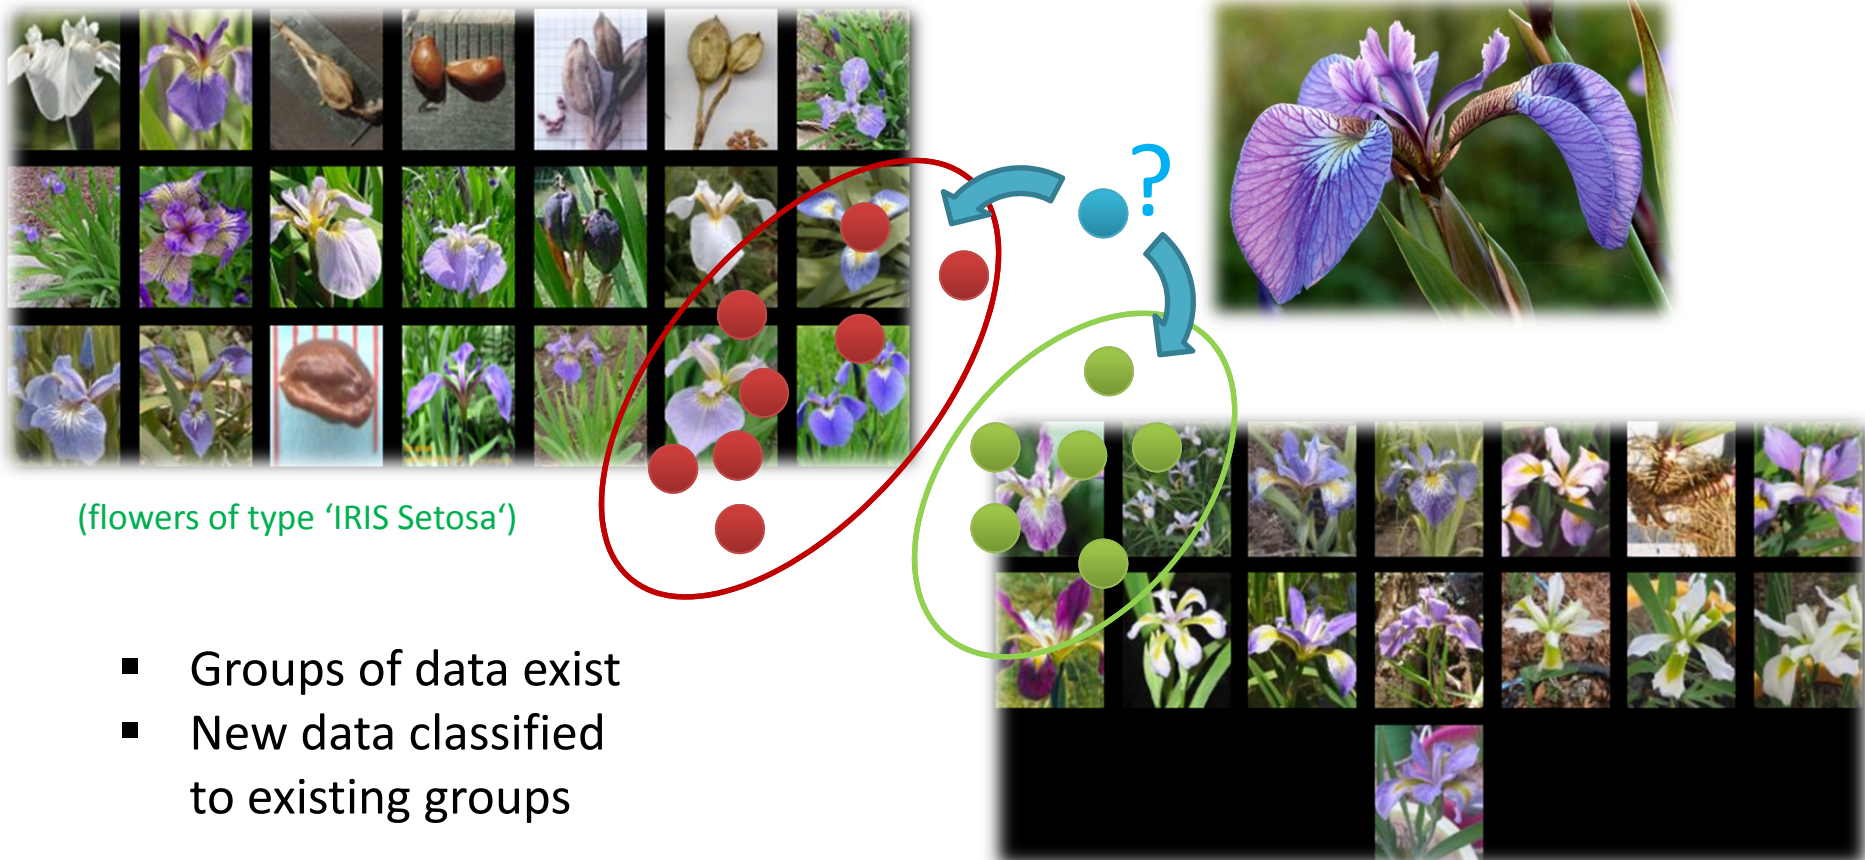 ?
(flowers of type ‘IRIS Setosa‘)
▪ Groups of data exist
▪ New data classified
to existing groups